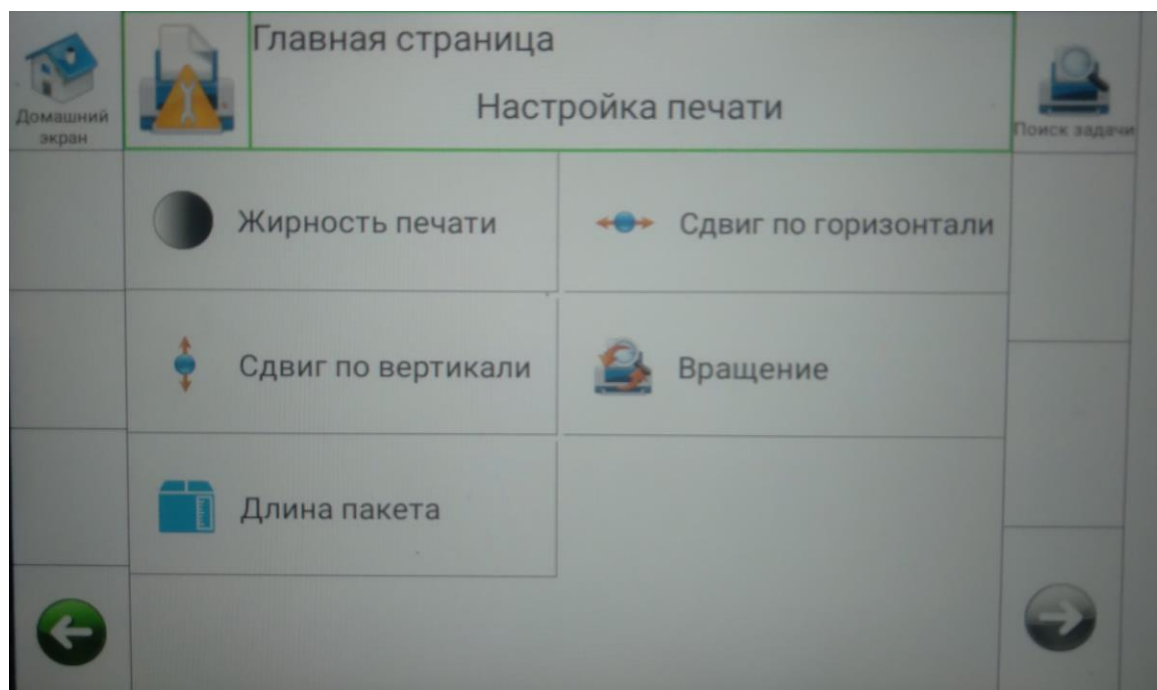 Главная страница
Настройка печати
Домашний
экран
Поиск задачи
Жирность печати
Сдвиг по горизонтали
Сдвиг по вертикали
Вращение
Длина пакета